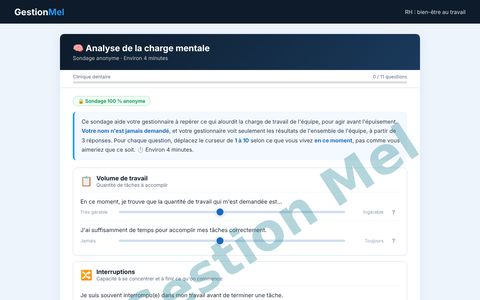 GestionMel
RH : bien-être au travail
🧠 Analyse de la charge mentale
Sondage anonyme · Environ 4 minutes
Clinique dentaire
0 / 11 questions
🔒 Sondage 100 % anonyme
Ce sondage aide votre gestionnaire à repérer ce qui alourdit la charge de travail de l'équipe, pour agir avant l'épuisement.
Votre nom n'est jamais demandé, et votre gestionnaire voit seulement les résultats de l'ensemble de l'équipe, à partir de
3 réponses. Pour chaque question, déplacez le curseur de 1 à 10 selon ce que vous vivez en ce moment, pas comme vous
aimeriez que ce soit. ⏱ Environ 4 minutes.
Volume de travail
Quantité de tâches à accomplir
En ce moment, je trouve que la quantité de travail qui m'est demandée est...
Très gérable
Ingérable
?
J'ai suffisamment de temps pour accomplir mes tâches correctement.
Jamais
Toujours
?
Interruptions
Capacité à se concentrer et à finir ce qu'on commence
Je suis souvent interrompu(e) dans mon travail avant de terminer une tâche.
Gestion Mel